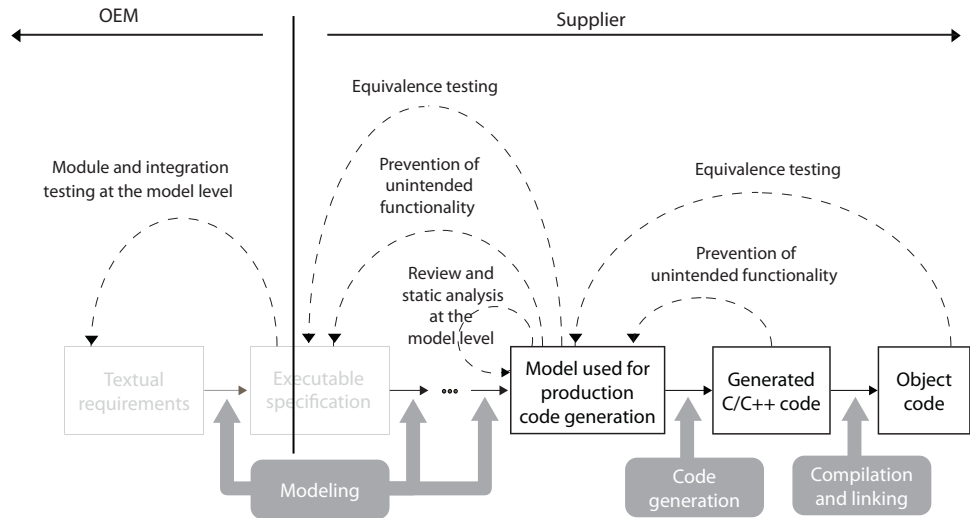 OEM
Supplier
Equivalence testing
Module and integration
testing at the model level
Prevention of
unintended
functionality
Equivalence testing
Review and
static analysis
at the
model level
Prevention of
unintended functionality
Textual
requirements
Executable
specification
Model used for
production
code generation
Generated
C/C++ code
Object
code
Modeling
Code
generation
Compilation
and linking